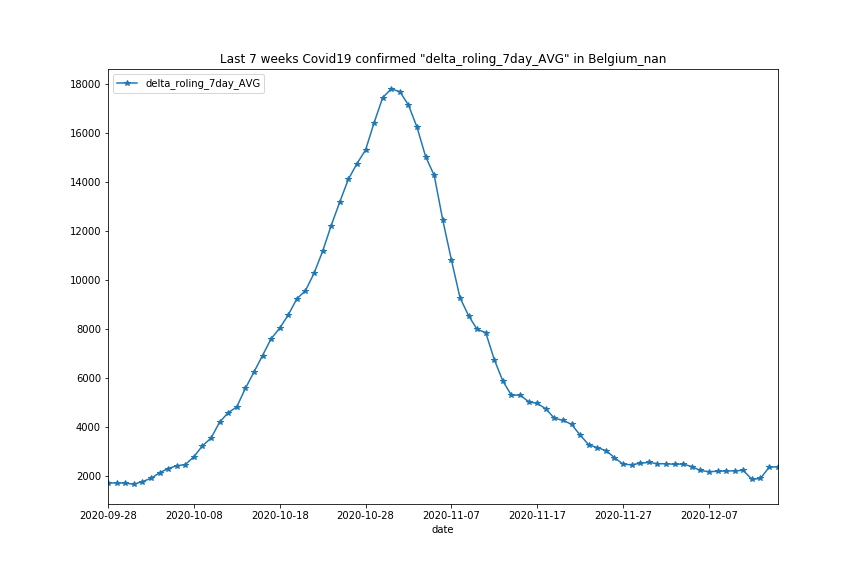 Last 7 weeks Covid19 confirmed "delta_roling_7day_AVG" in Belgium_nan
delta_roling_7day_AVG
18000
16000
14000
12000
10000
8000
6000
4000
2000
2020-09-28 2020-10-08 2020-10-18 2020-10-28 2020-11-07 2020-11-17 2020-11-27 2020-12-07
date